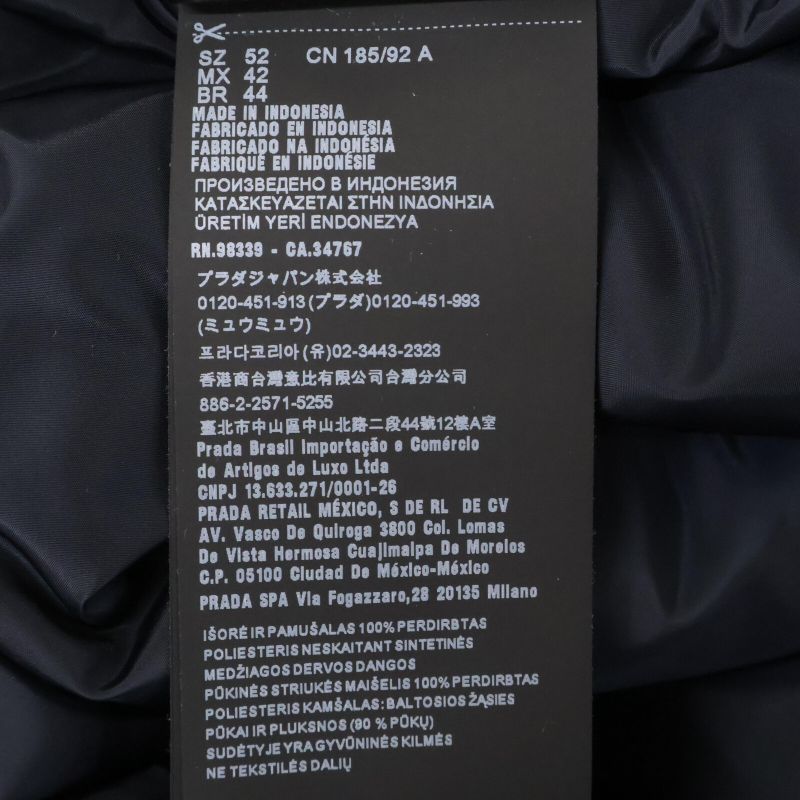 SZ 52 CN 185/92 A
MX 42
BR 44
MADE IN INDONESIA
FABRICADO EN INDONESIA
FABRICADO NA INDONÉSIA
FABRIQUÉ EN INDONÉSIE
ПРОИЗВЕДЕНО В ИНДОНЕЗИЯ
ΚΑΤΑΣΚΕΥΑΖΕΤΑΙ ΣΤΗΝ ΙΝΔΟΝΗΣΙΑ
ÜRETİM YERİ ENDONEZYA
RN.98339 - CA.34767
プラダジャパン株式会社
0120-451-913(プラダ)0120-451-993
(ミュウミュウ)
프라다코리아(유)02-3443-2323
香港商台灣意比有限公司台灣分公司
886-2-2571-5255
臺北市中山區中山北路二段44號12樓A室
Prada Brasil Importação e Comércio
de Artigos de Luxo Ltda
CNPJ 13.633.271/0001-26
PRADA RETAIL MÉXICO, S DE RL DE CV
AV. Vasco De Quiroga 3800 Col. Lomas
De Vista Hermosa Cuajimalpa De Morelos
C.P. 05100 Ciudad De México-México
PRADA SPA Via Fogazzaro,28 20135 Milano
IŠORĖ IR PAMUŠALAS 100% PERDIRBTAS
POLIESTERIS NESKAITANT SINTETINĖS
MEDŽIAGOS DERVOS DANGOS
PŪKINĖS STRIUKĖS MAIŠELIS 100% PERDIRBTAS
POLIESTERIS KAMŠALAS: BALTOSIOS ŽĄSIES
PŪKAI IR PLUKSNOS (90 % PŪKŲ)
SUDĖTYJE YRA GYVŪNINĖS KILMĖS
NE TEKSTILĖS DALIŲ